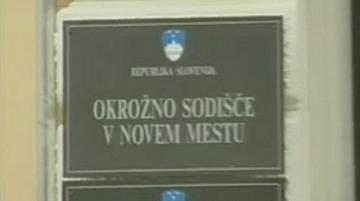 REPUBLIKA SLOVENIJA
OKROŽNO SODIŠČE
V NOVEM MESTU